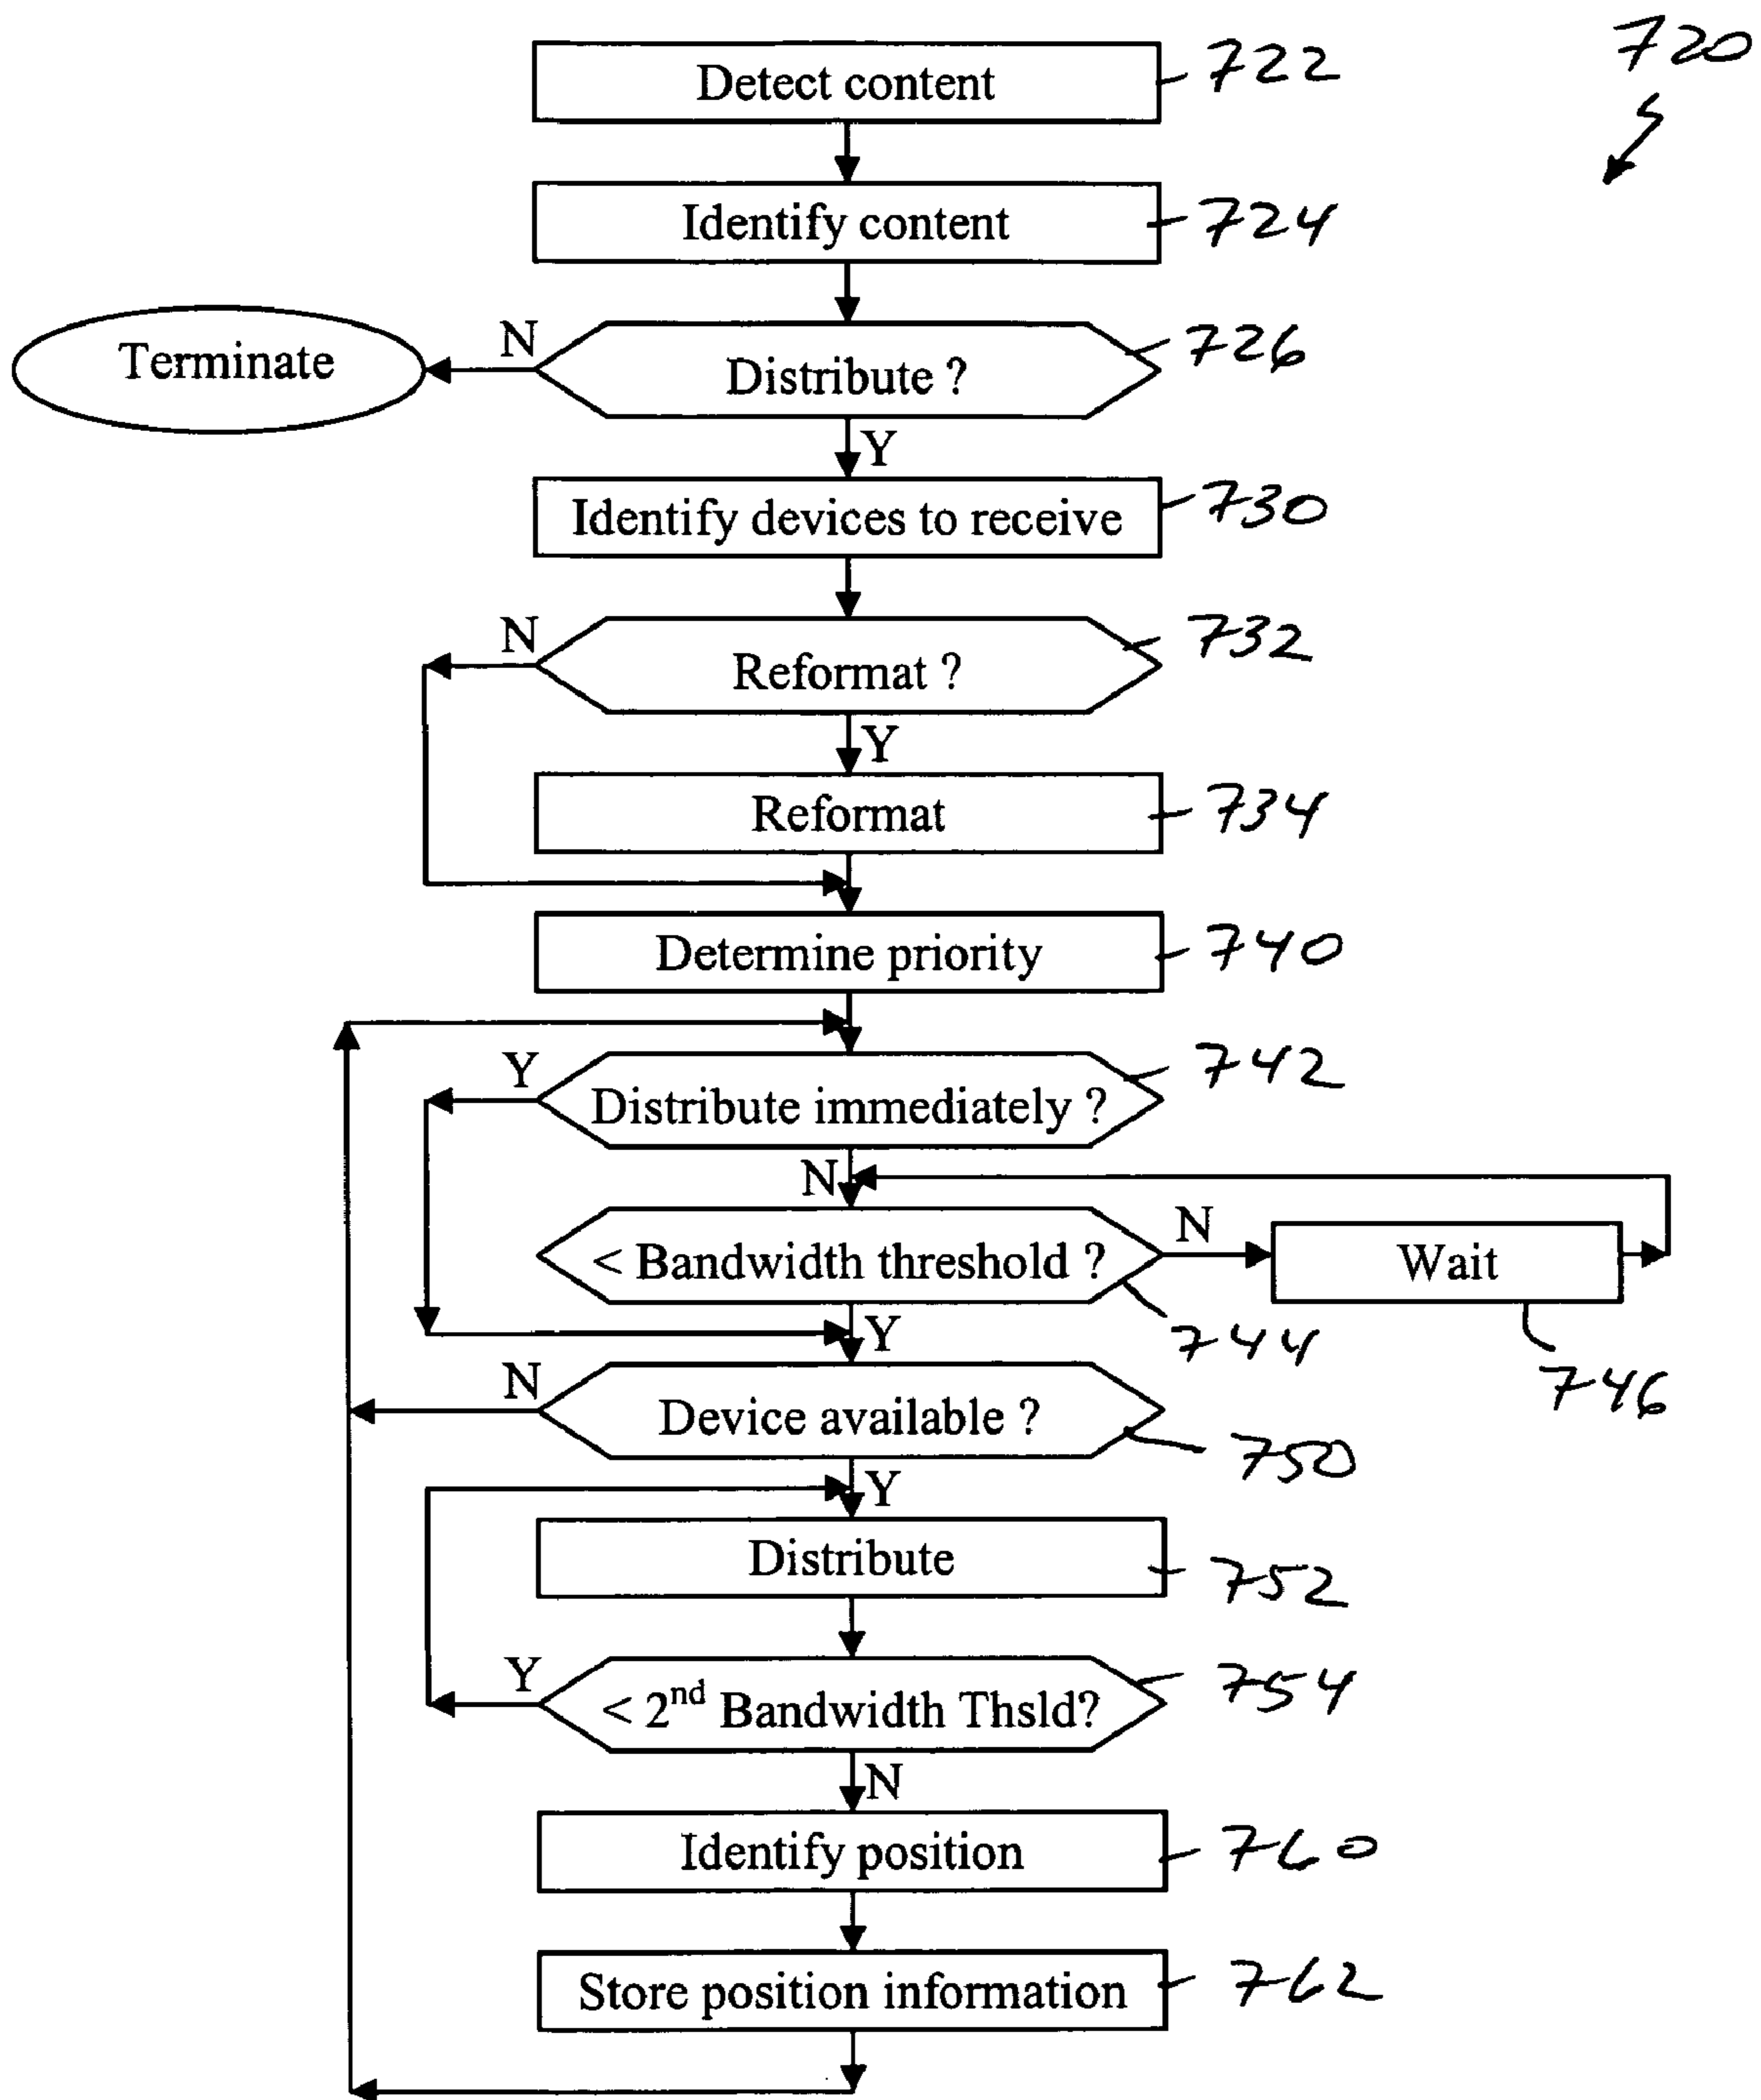 720
Detect content 722
Identify content 724
Terminate N Distribute ? 726
Y
Identify devices to receive 730
N Reformat ? 732
Y
Reformat 734
Determine priority 740
Y Distribute immediately ? 742
N
< Bandwidth threshold ? N Wait
744
Y
746
N Device available ? 750
Y
Distribute 752
Y < 2nd Bandwidth Thsld? 754
N
Identify position 760
Store position information 762